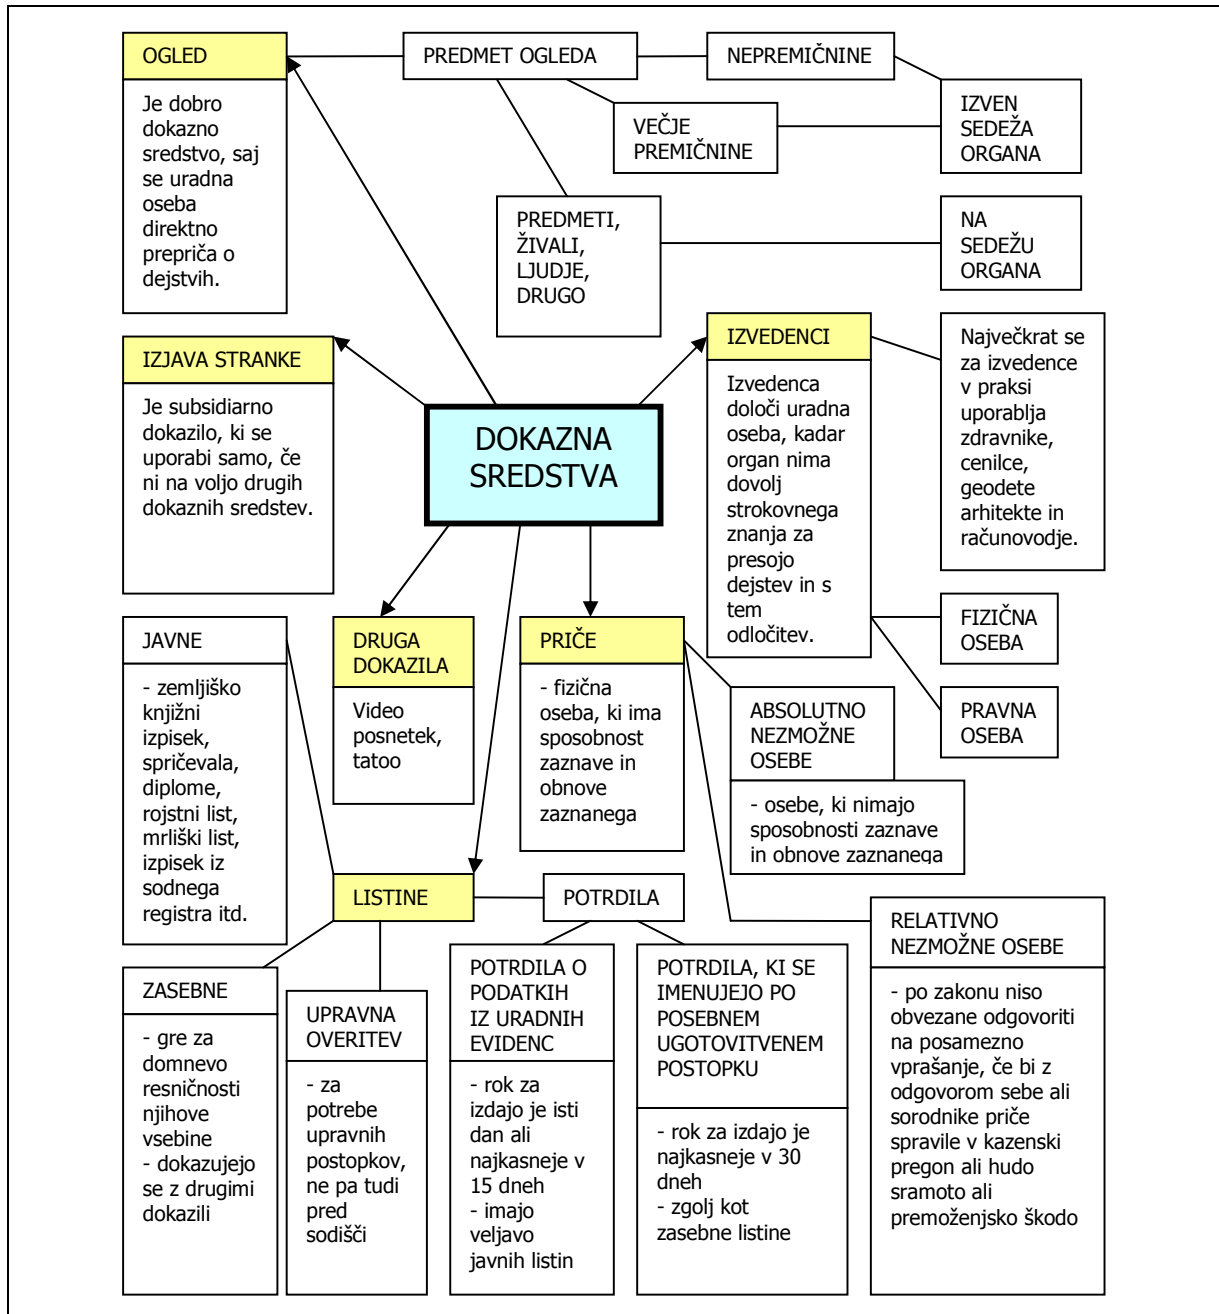 OGLED
Je dobro
dokazno
sredstvo, saj
se uradna
oseba
direktno
prepriča o
dejstvih.
PREDMET OGLEDA
NEPREMIČNINE
VEČJE
PREMIČNINE
IZVEN
SEDEŽA
ORGANA
PREDMETI,
ŽIVALI,
LJUDJE,
DRUGO
NA
SEDEŽU
ORGANA
IZJAVA STRANKE
Je subsidiarno
dokazilo, ki se
uporabi samo, če
ni na voljo drugih
dokaznih sredstev.
DOKAZNA
SREDSTVA
IZVEDENCI
Izvedenca
določi uradna
oseba, kadar
organ nima
dovolj
strokovnega
znanja za
presojo
dejstev in s
tem
odločitev.
Največkrat se
za izvedence
v praksi
uporablja
zdravnike,
cenilce,
geodete
arhitekte in
računovodje.
FIZIČNA
OSEBA
PRAVNA
OSEBA
JAVNE
- zemljiško
knjižni
izpisek,
spričevala,
diplome,
rojstni list,
mrliški list,
izpisek iz
sodnega
registra itd.
DRUGA
DOKAZILA
Video
posnetek,
tatoo
PRIČE
- fizična
oseba, ki ima
sposobnost
zaznave in
obnove
zaznanega
ABSOLUTNO
NEZMOŽNE
OSEBE
- osebe, ki nimajo
sposobnosti zaznave
in obnove zaznanega
LISTINE
POTRDILA
RELATIVNO
NEZMOŽNE OSEBE
- po zakonu niso
obvezane odgovoriti
na posamezno
vprašanje, če bi z
odgovorom sebe ali
sorodnike priče
spravile v kazenski
pregon ali hudo
sramoto ali
premoženjsko škodo
ZASEBNE
- gre za
domnevo
resničnosti
njihove
vsebine
- dokazujejo
se z drugimi
dokazili
UPRAVNA
OVERITEV
- za
potrebe
upravnih
postopkov,
ne pa tudi
pred
sodišči
POTRDILA O
PODATKIH
IZ URADNIH
EVIDENC
- rok za
izdajo je isti
dan ali
najkasneje v
15 dneh
- imajo
veljavo
javnih listin
POTRDILA, KI SE
IMENUJEJO PO
POSEBNEM
UGOTOVITVENEM
POSTOPKU
- rok za izdajo je
najkasneje v 30
dneh
- zgolj kot
zasebne listine